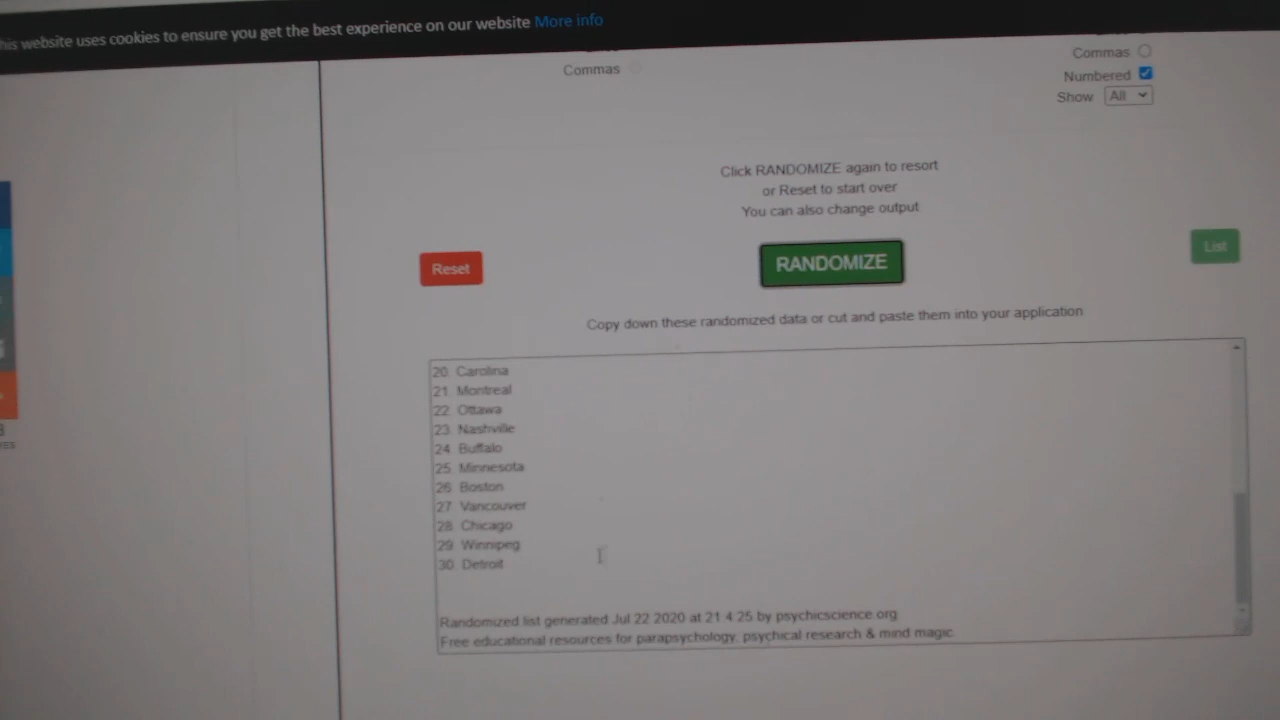 his website uses cookies to ensure you get the best experience on our website More info
Commas
Commas
Numbered
Show All
Click RANDOMIZE again to resort
or Reset to start over
You can also change output
Reset
RANDOMIZE
List
Copy down these randomized data or cut and paste them into your application
20. Carolina
21. Montreal
22. Ottawa
23. Nashville
24. Buffalo
25. Minnesota
26. Boston
27. Vancouver
28. Chicago
29. Winnipeg
30. Detroit
Randomized list generated Jul 22 2020 at 21:4:25 by psychicscience.org
Free educational resources for parapsychology, psychical research & mind magic.